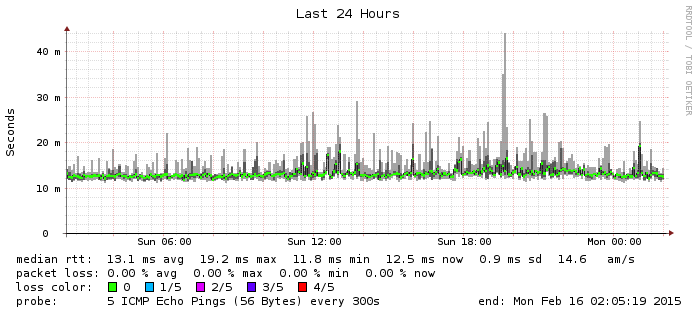 Last 24 Hours
RRDTOOL / TOBI OETIKER
Seconds
40 m
30 m
20 m
10 m
0
Sun 06:00 Sun 12:00 Sun 18:00 Mon 00:00
median rtt: 13.1 ms avg 19.2 ms max 11.8 ms min 12.5 ms now 0.9 ms sd 14.6 am/s
packet loss: 0.00 % avg 0.00 % max 0.00 % min 0.00 % now
loss color: 0 1/5 2/5 3/5 4/5
probe: 5 ICMP Echo Pings (56 Bytes) every 300s end: Mon Feb 16 02:05:19 2015